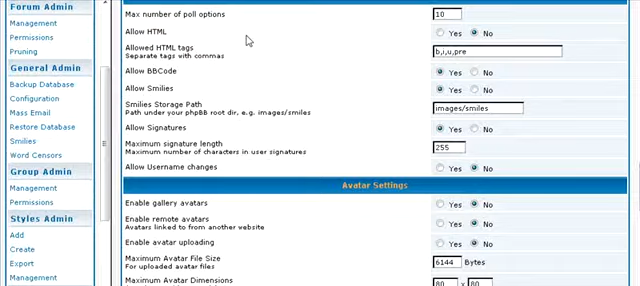 Forum Admin
Management
Permissions
Pruning
General Admin
Backup Database
Configuration
Mass Email
Restore Database
Smilies
Word Censors
Group Admin
Management
Permissions
Styles Admin
Add
Create
Export
Management
Max number of poll options 10
Allow HTML Yes No
Allowed HTML tags b,i,u,pre
Separate tags with commas
Allow BBCode Yes No
Allow Smilies Yes No
Smilies Storage Path images/smiles
Path under your phpBB root dir, e.g. images/smiles
Allow Signatures Yes No
Maximum signature length 255
Maximum number of characters in user signatures
Allow Username changes Yes No
Avatar Settings
Enable gallery avatars Yes No
Enable remote avatars Yes No
Avatars linked to from another website
Enable avatar uploading Yes No
Maximum Avatar File Size 6144 Bytes
For uploaded avatar files
Maximum Avatar Dimensions 80 x 80